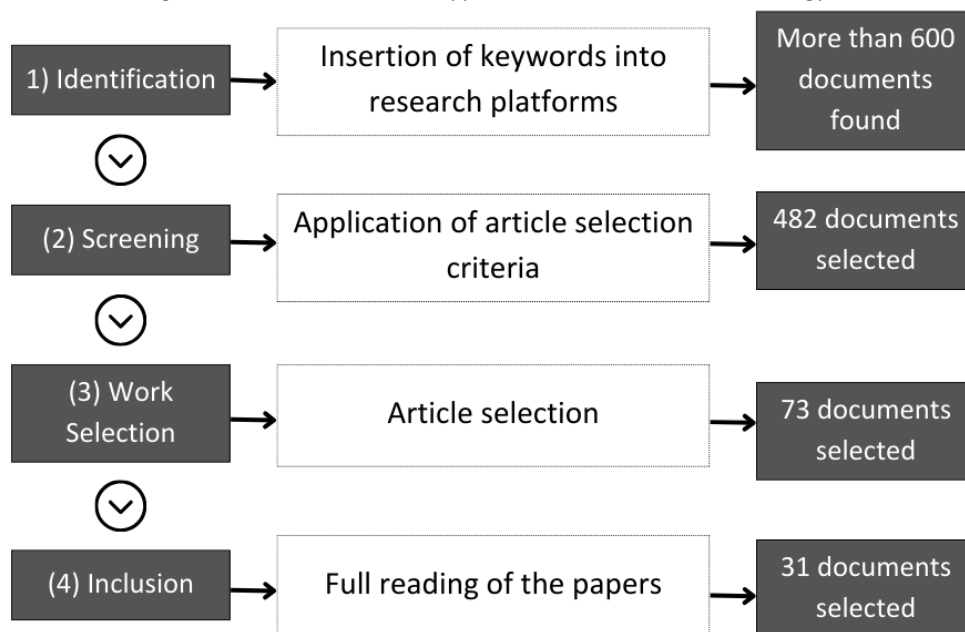 1) Identification
Insertion of keywords into
research platforms
More than 600
documents
found
(2) Screening
Application of article selection
criteria
482 documents
selected
(3) Work
Selection
Article selection
73 documents
selected
(4) Inclusion
Full reading of the papers
31 documents
selected